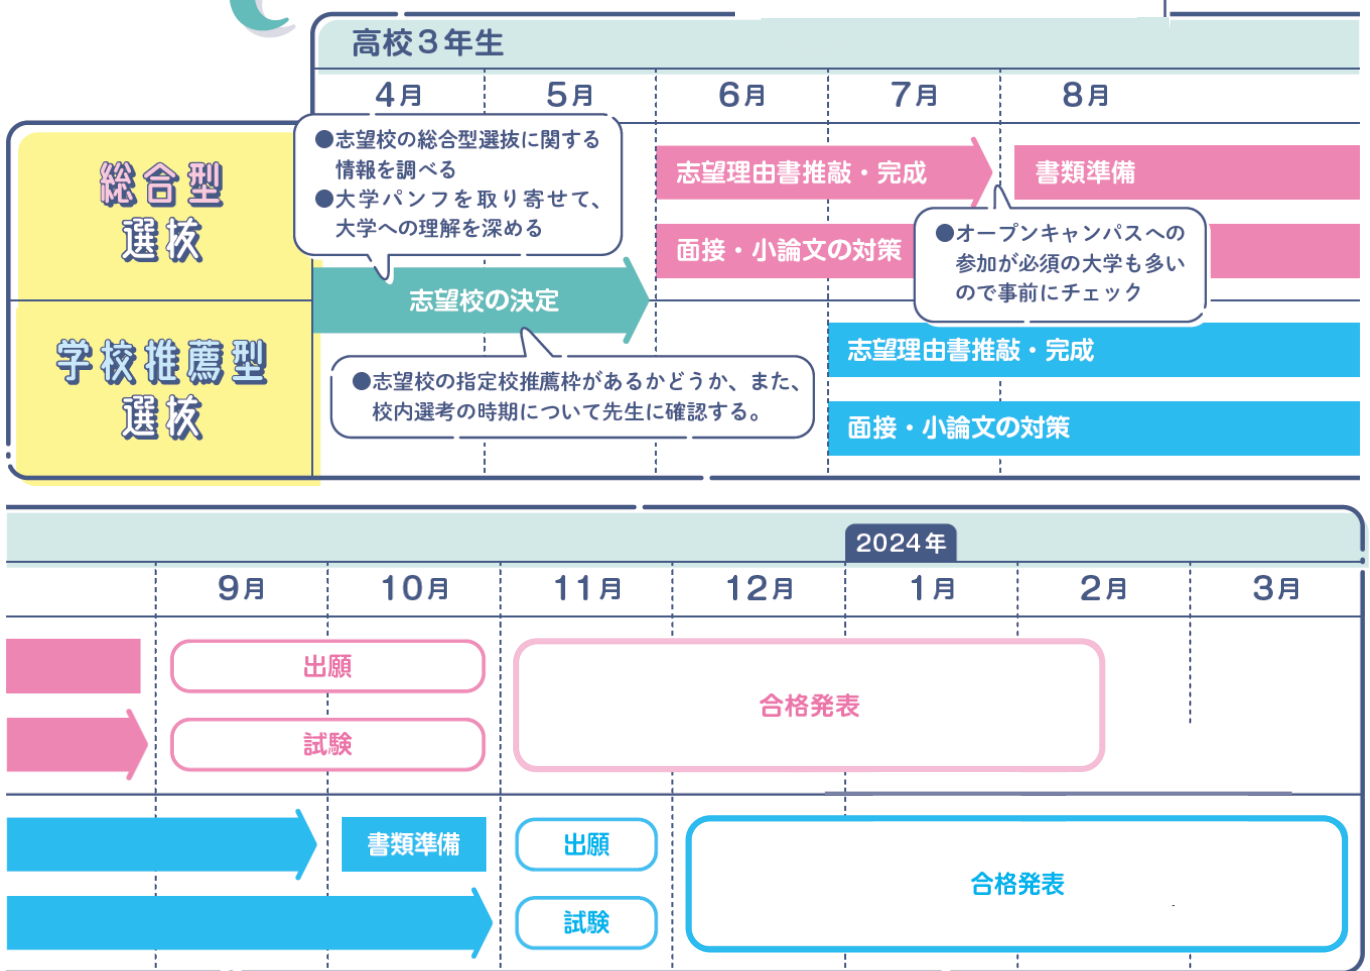 高校3年生
4月 5月 6月 7月 8月
総合型
選抜
●志望校の総合型選抜に関する
情報を調べる
●大学パンフを取り寄せて、
大学への理解を深める
志望理由書推敲・完成
書類準備
面接・小論文の対策
●オープンキャンパスへの
参加が必須の大学も多い
ので事前にチェック
志望校の決定
学校推薦型
選抜
●志望校の指定校推薦枠があるかどうか、また、
校内選考の時期について先生に確認する。
志望理由書推敲・完成
面接・小論文の対策
2024年
9月 10月 11月 12月 1月 2月 3月
出願
試験
合格発表
書類準備
出願
試験
合格発表